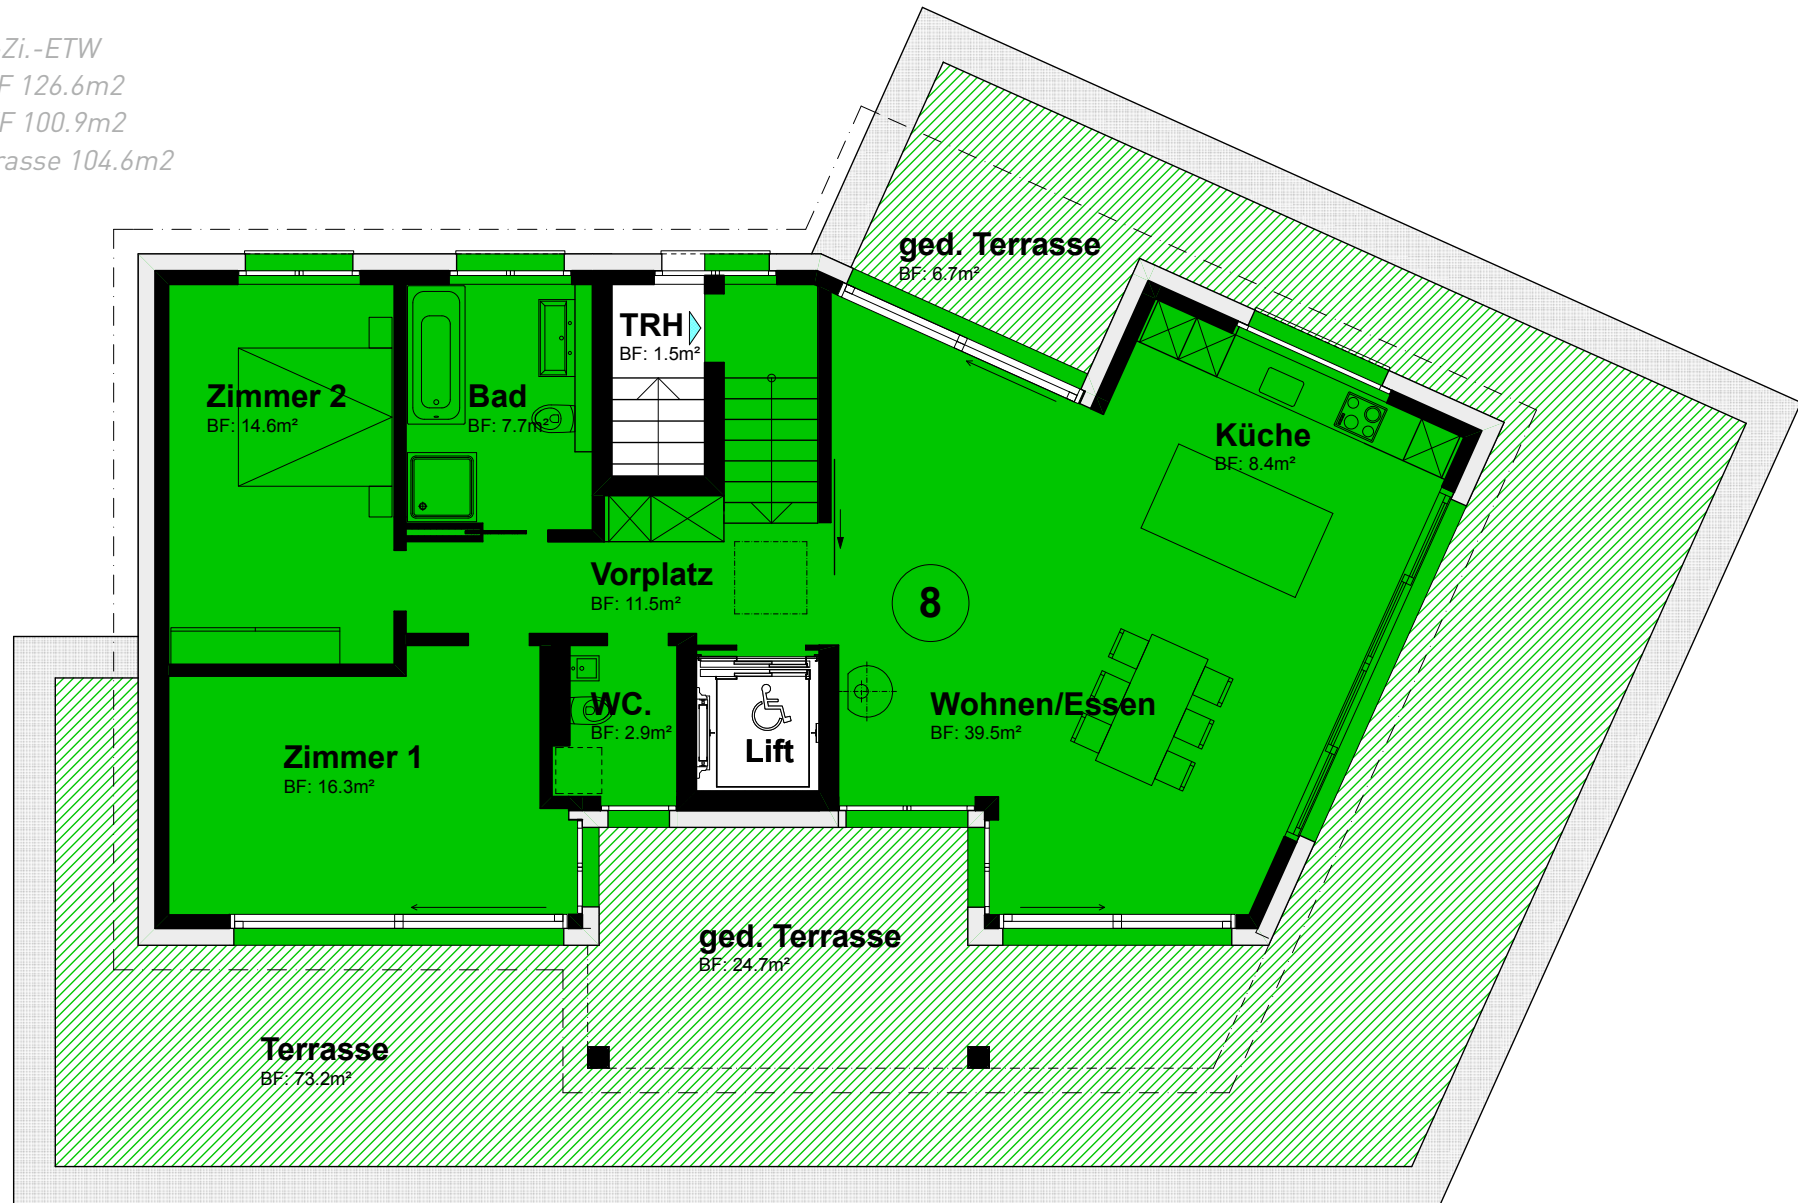 -Zi.-ETW
F 126.6m2
F 100.9m2
rasse 104.6m2
ged. Terrasse
BF: 6.7m²
TRH
BF: 1.5m²
Zimmer 2
BF: 14.6m²
Bad
BF: 7.7m²
Küche
BF: 8.4m²
Vorplatz
BF: 11.5m²
8
WC.
BF: 2.9m²
Wohnen/Essen
BF: 39.5m²
Lift
Zimmer 1
BF: 16.3m²
ged. Terrasse
BF: 24.7m²
Terrasse
BF: 73.2m²